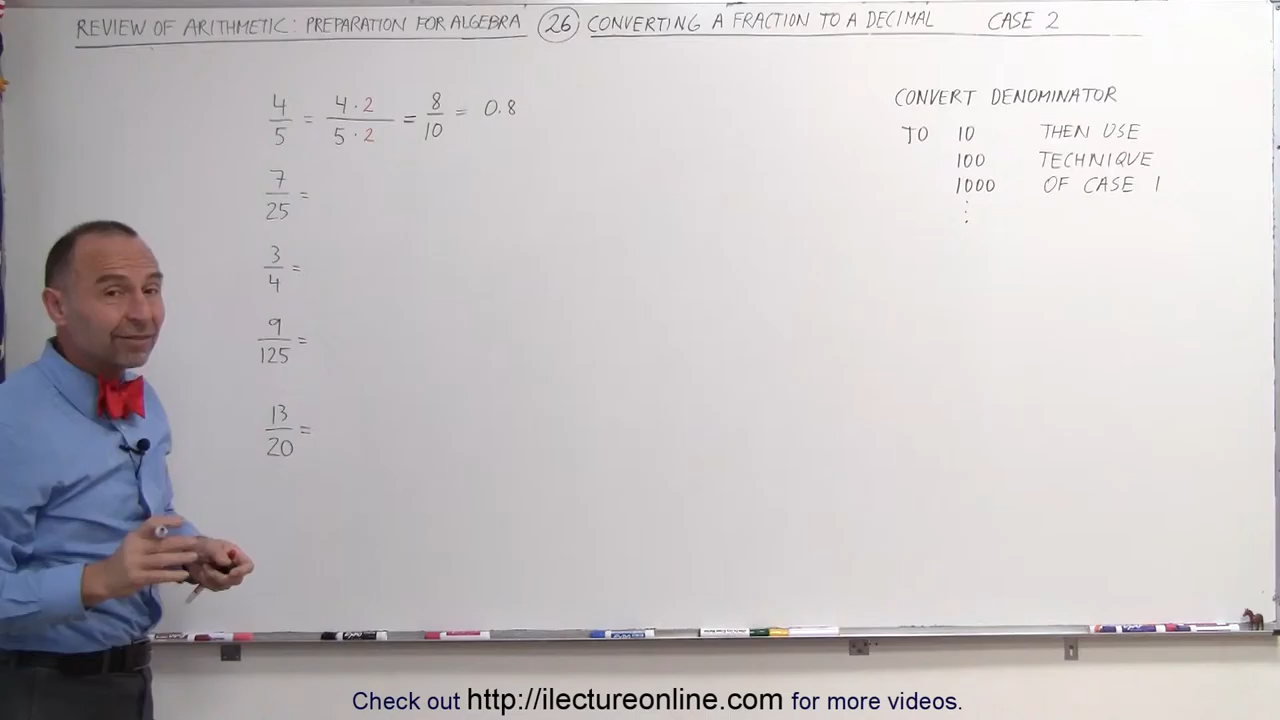 REVIEW OF ARITHMETIC: PREPARATION FOR ALGEBRA 26 CONVERTING A FRACTION TO A DECIMAL CASE 2
4/5 = 4·2/5·2 = 8/10 = 0.8
7/25 =
3/4 =
9/125 =
13/20 =
CONVERT DENOMINATOR
TO 10 THEN USE
100 TECHNIQUE
1000 OF CASE 1
⋮
Check out http://ilectureonline.com for more videos.